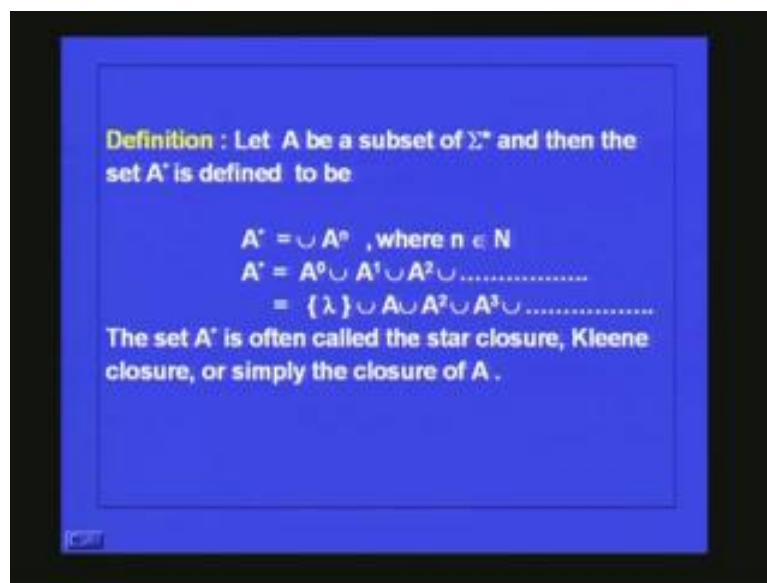 Definition : Let A be a subset of Σ* and then the
set A* is defined to be
A* = ∪ Aⁿ , where n ∈ N
A* = A⁰ ∪ A¹ ∪ A² ∪ ..................
= {λ} ∪ A ∪ A² ∪ A³ ∪ ..................
The set A* is often called the star closure, Kleene
closure, or simply the closure of A .